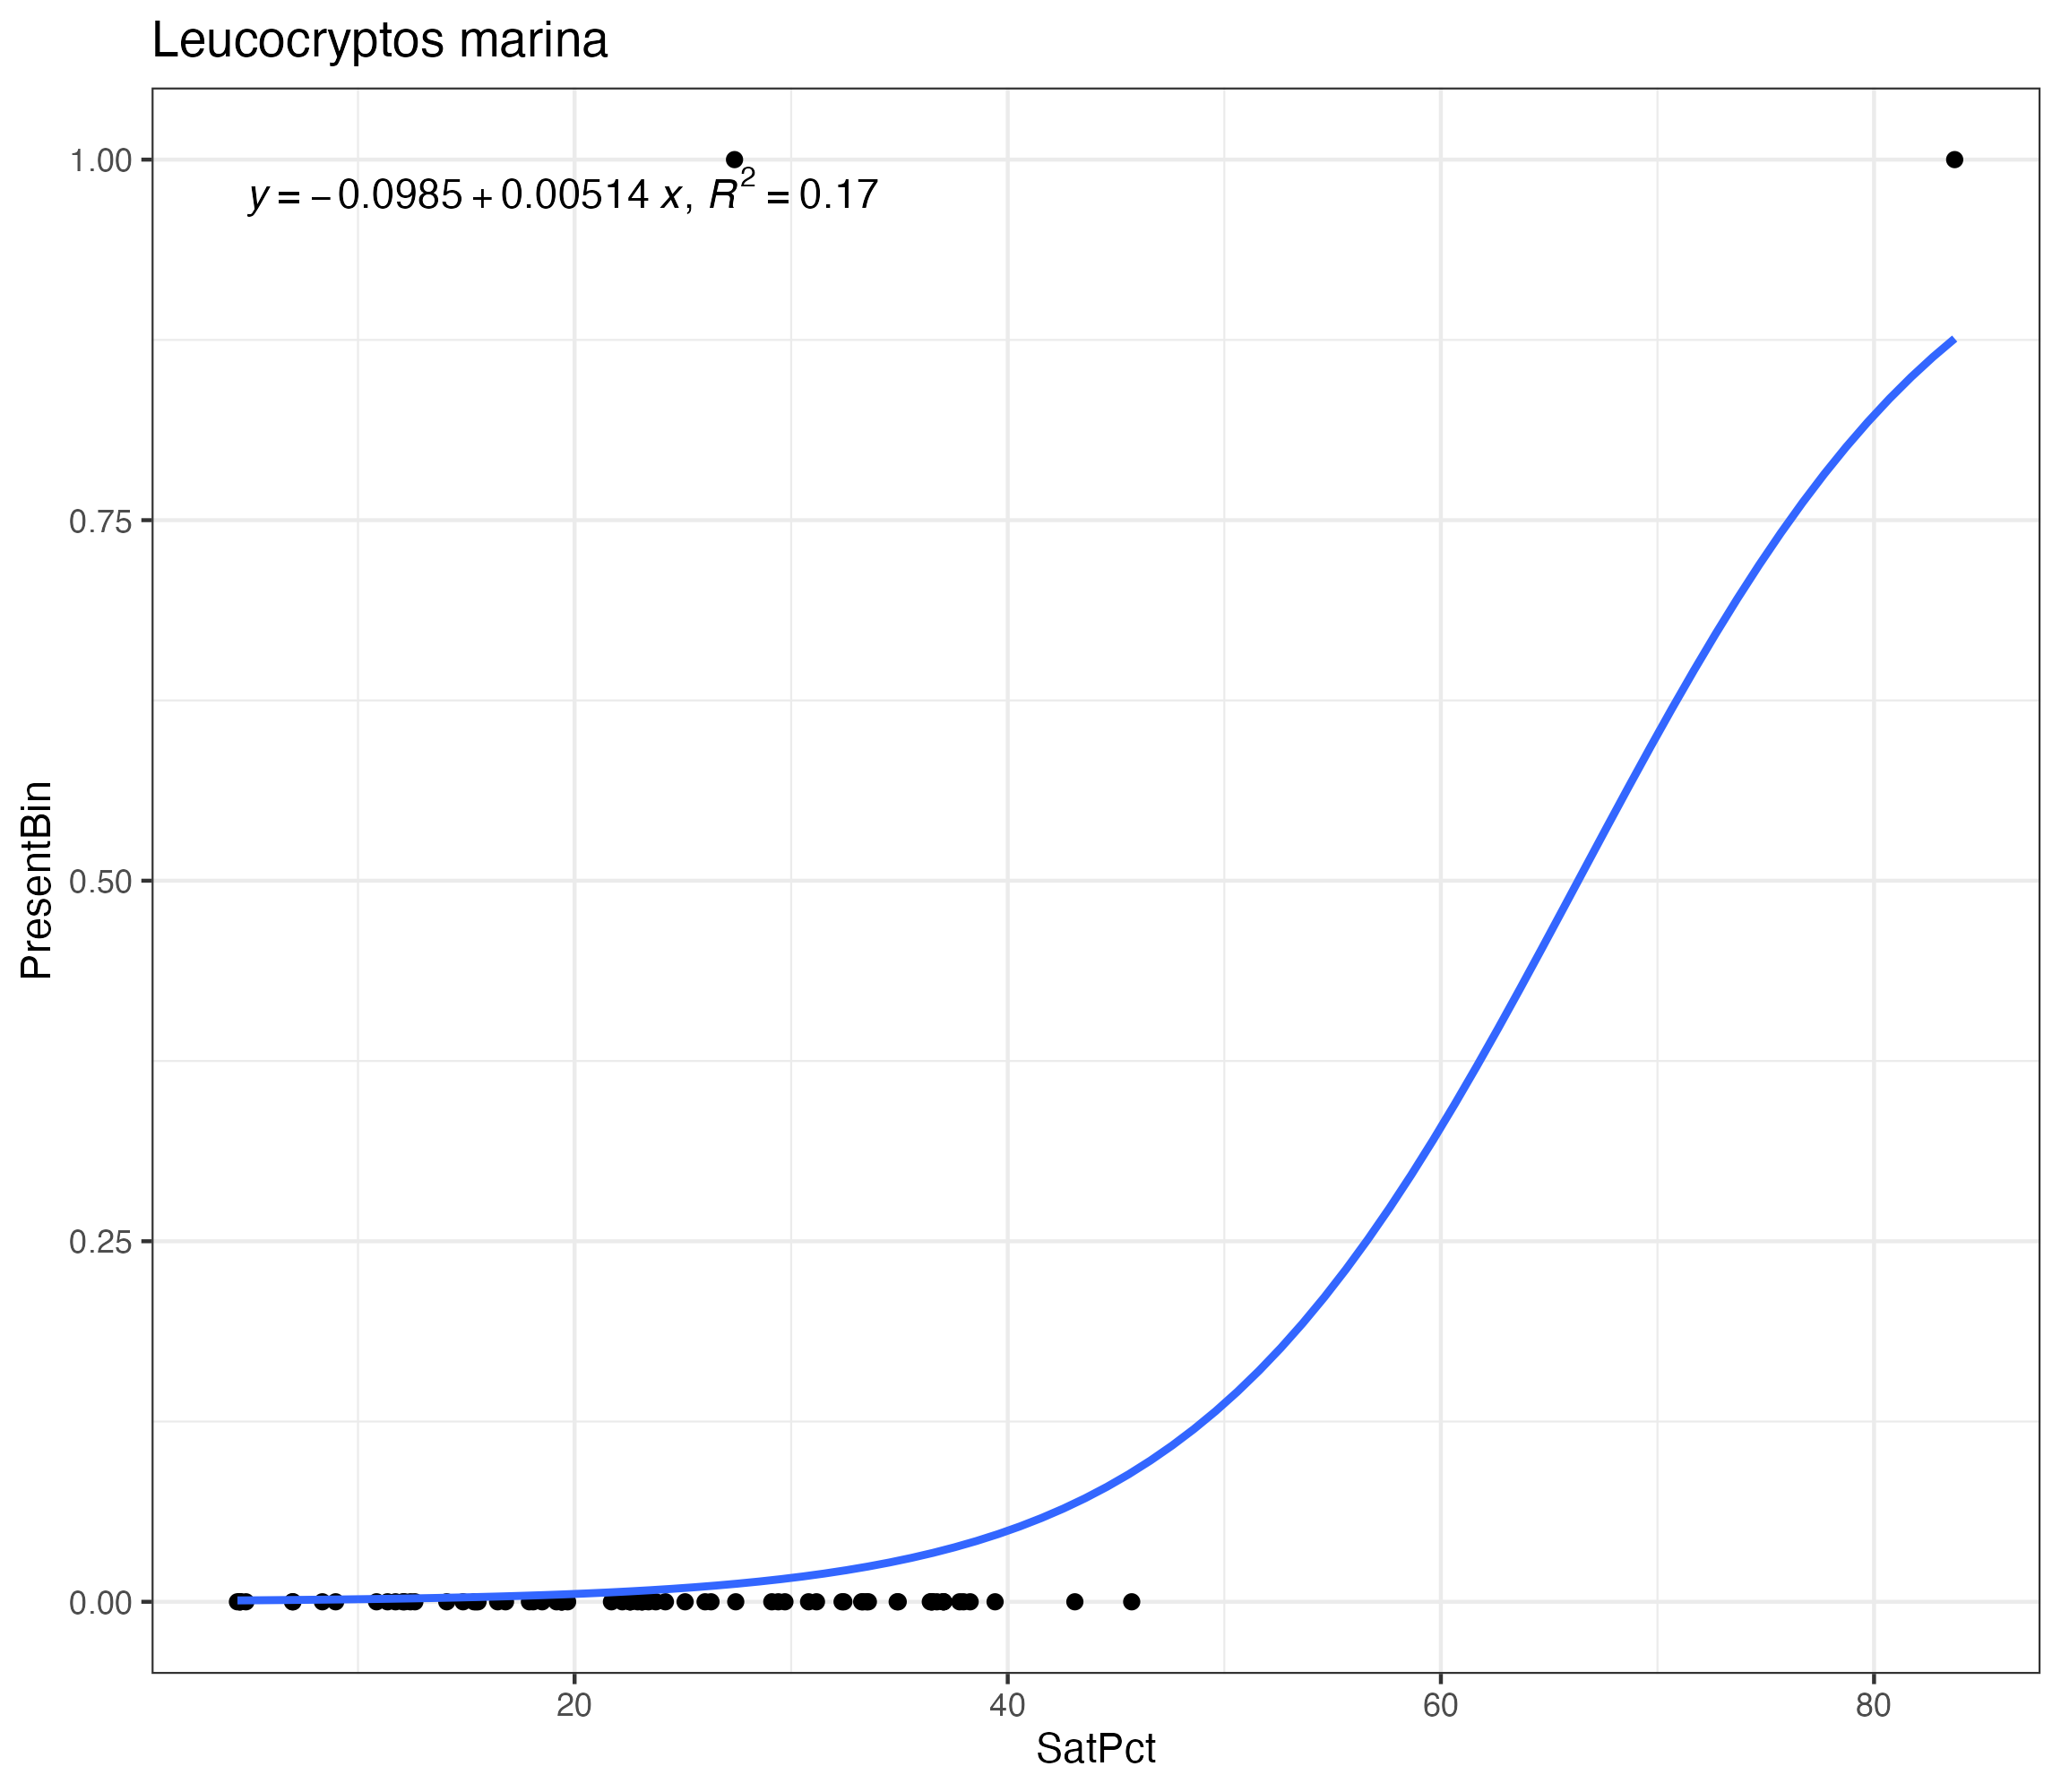 Leucocryptos marina
y = −0.0985 + 0.00514 x, R² = 0.17
1.00
0.75
0.50
0.25
0.00
PresentBin
20 40 60 80
SatPct